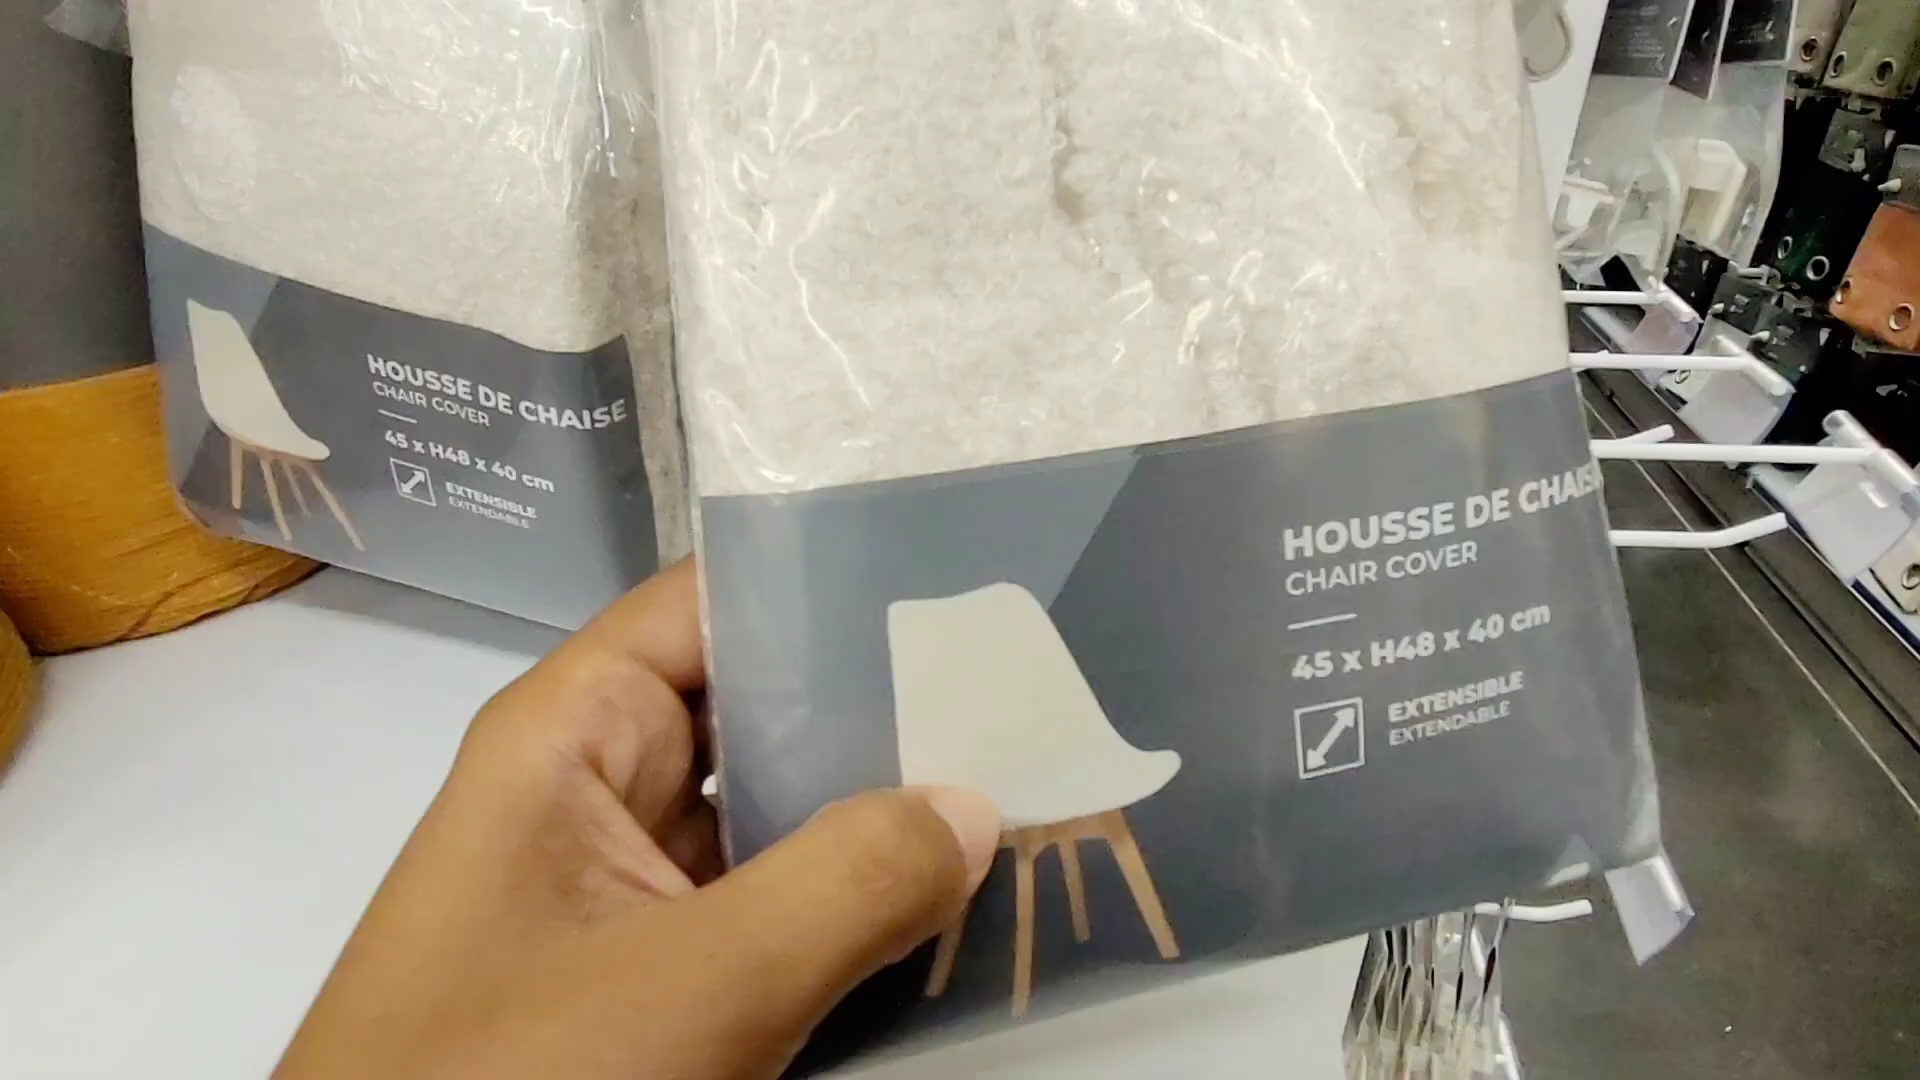 HOUSSE DE CHAISE
CHAIR COVER
45 x H48 x 40 cm
EXTENSIBLE
EXTENDABLE
HOUSSE DE CHAIS
CHAIR COVER
45 x H48 x 40 cm
EXTENSIBLE
EXTENDABLE